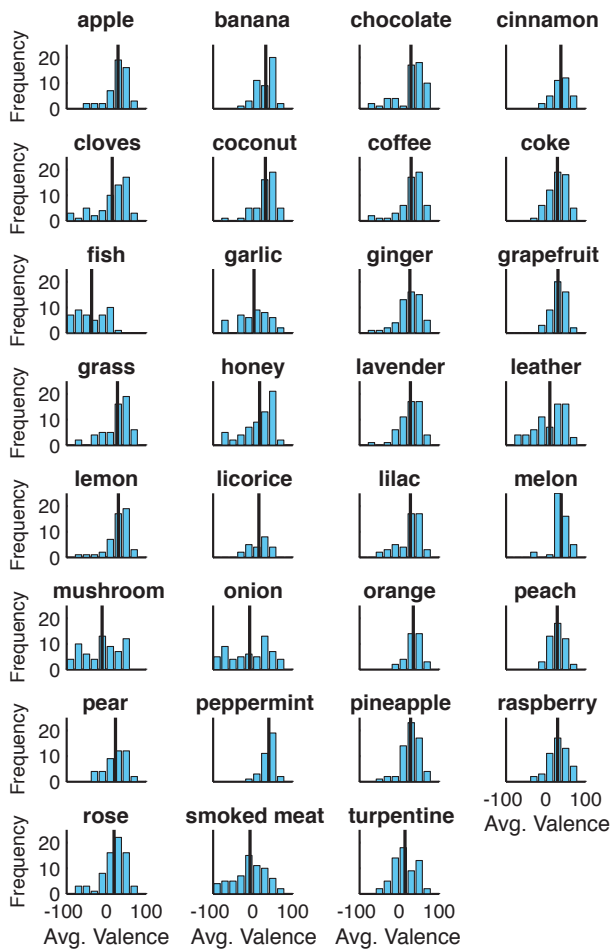 apple banana chocolate cinnamon
Frequency 20 10 0
cloves coconut coffee coke
Frequency 20 10 0
fish garlic ginger grapefruit
Frequency 20 10 0
grass honey lavender leather
Frequency 20 10 0
lemon licorice lilac melon
Frequency 20 10 0
mushroom onion orange peach
Frequency 20 10 0
pear peppermint pineapple raspberry
Frequency 20 10 0
-100 0 100
Avg. Valence
rose smoked meat turpentine
Frequency 20 10 0
-100 0 100 -100 0 100 -100 0 100
Avg. Valence Avg. Valence Avg. Valence